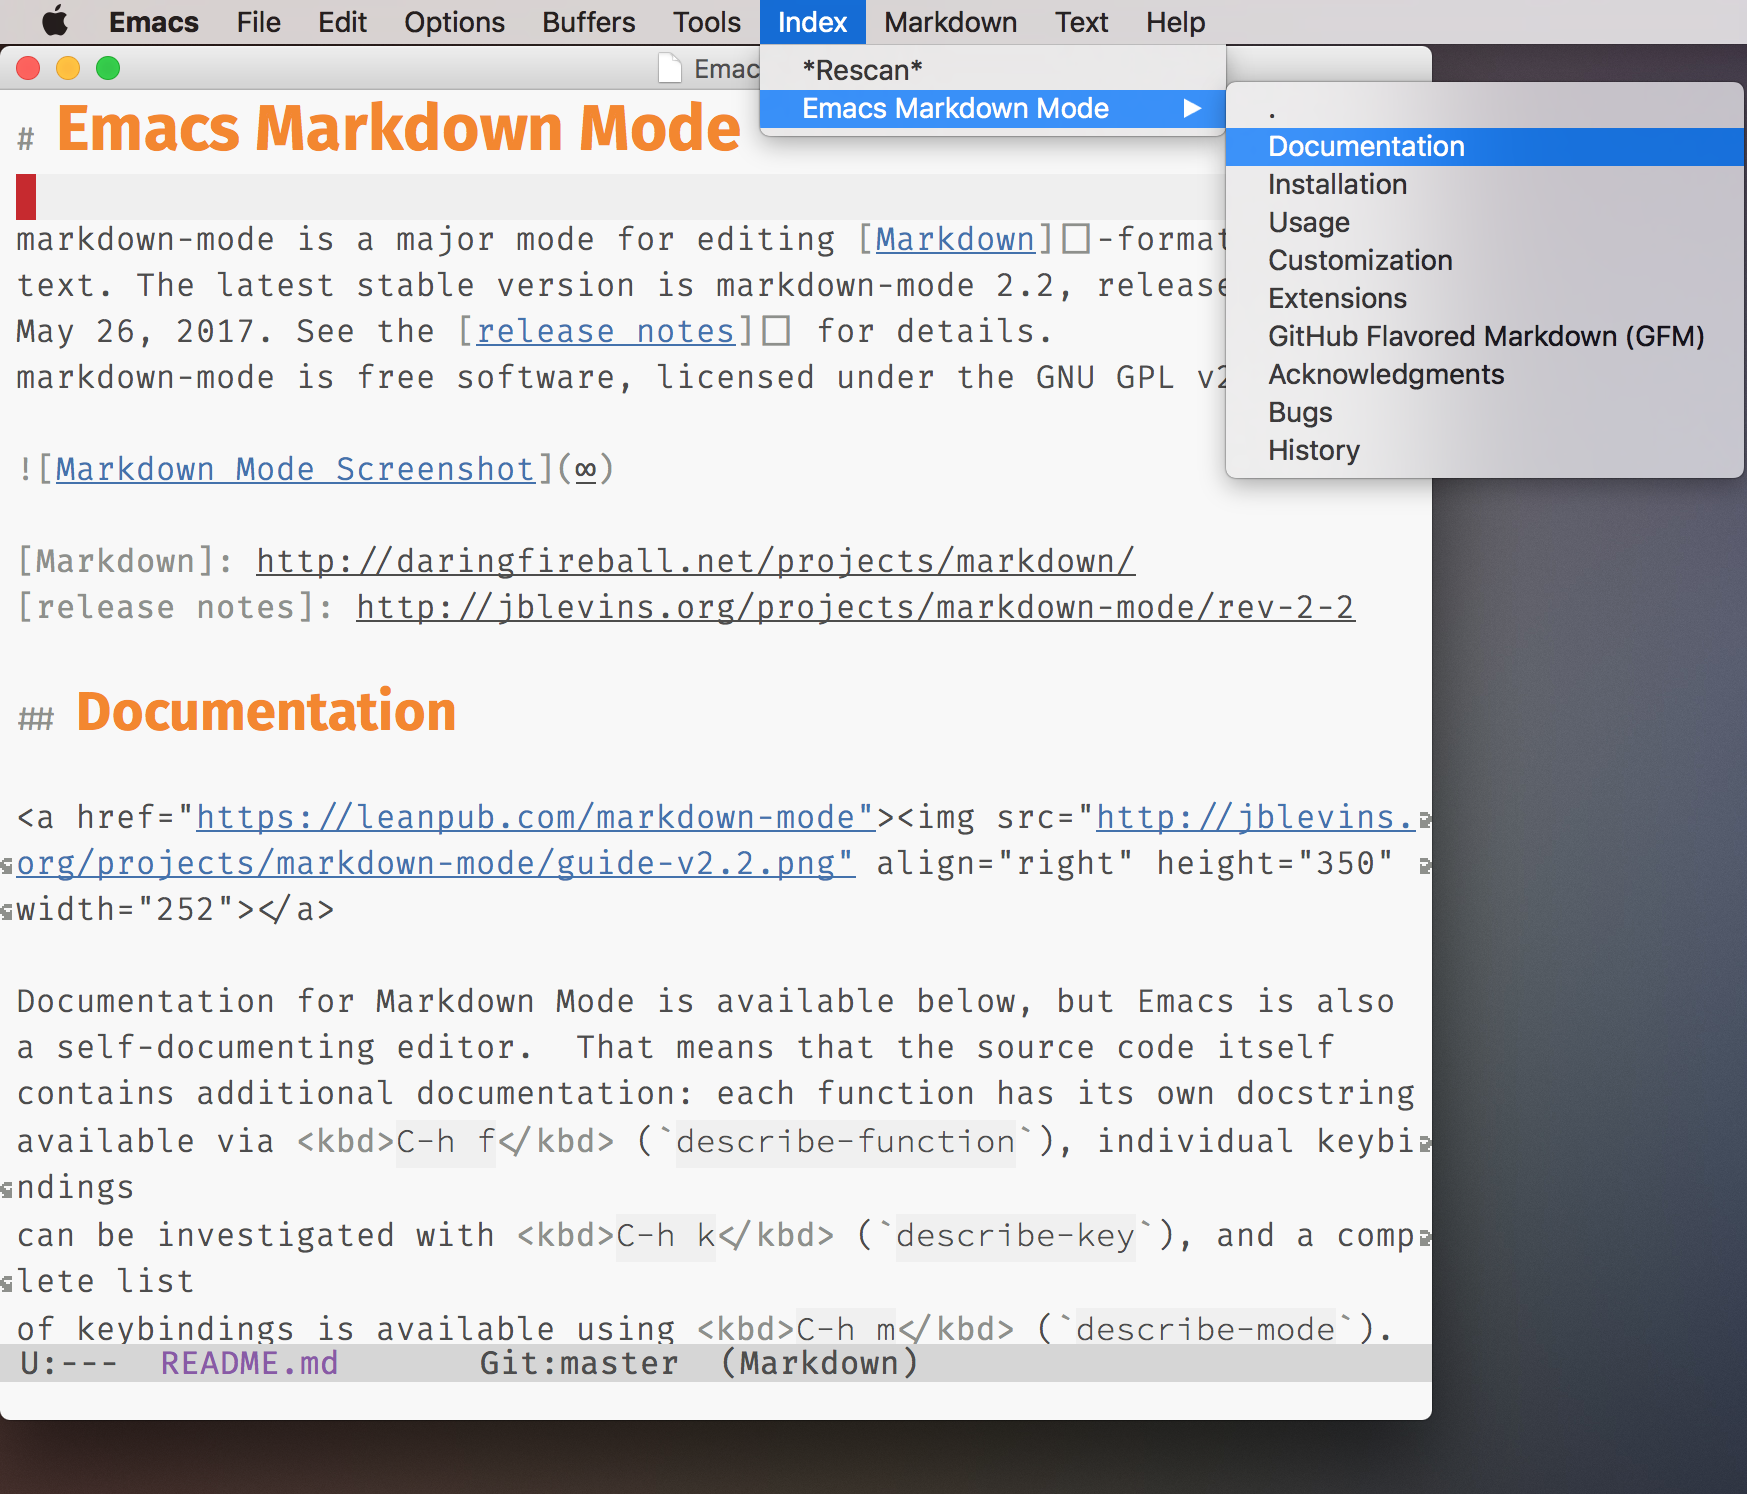 Emacs File Edit Options Buffers Tools Index Markdown Text Help
Emac
*Rescan*
Emacs Markdown Mode
.
Documentation
Installation
Usage
Customization
Extensions
GitHub Flavored Markdown (GFM)
Acknowledgments
Bugs
History
# Emacs Markdown Mode
markdown-mode is a major mode for editing [Markdown]□-format
text. The latest stable version is markdown-mode 2.2, release
May 26, 2017. See the [release notes]□ for details.
markdown-mode is free software, licensed under the GNU GPL v2
![Markdown Mode Screenshot](∞)
[Markdown]: http://daringfireball.net/projects/markdown/
[release notes]: http://jblevins.org/projects/markdown-mode/rev-2-2
## Documentation
<a href="https://leanpub.com/markdown-mode"><img src="http://jblevins.
org/projects/markdown-mode/guide-v2.2.png" align="right" height="350"
width="252"></a>
Documentation for Markdown Mode is available below, but Emacs is also
a self-documenting editor.  That means that the source code itself
contains additional documentation: each function has its own docstring
available via <kbd>C-h f</kbd> (`describe-function`), individual keybi
ndings
can be investigated with <kbd>C-h k</kbd> (`describe-key`), and a comp
lete list
of keybindings is available using <kbd>C-h m</kbd> (`describe-mode`).
U:--- README.md Git:master (Markdown)